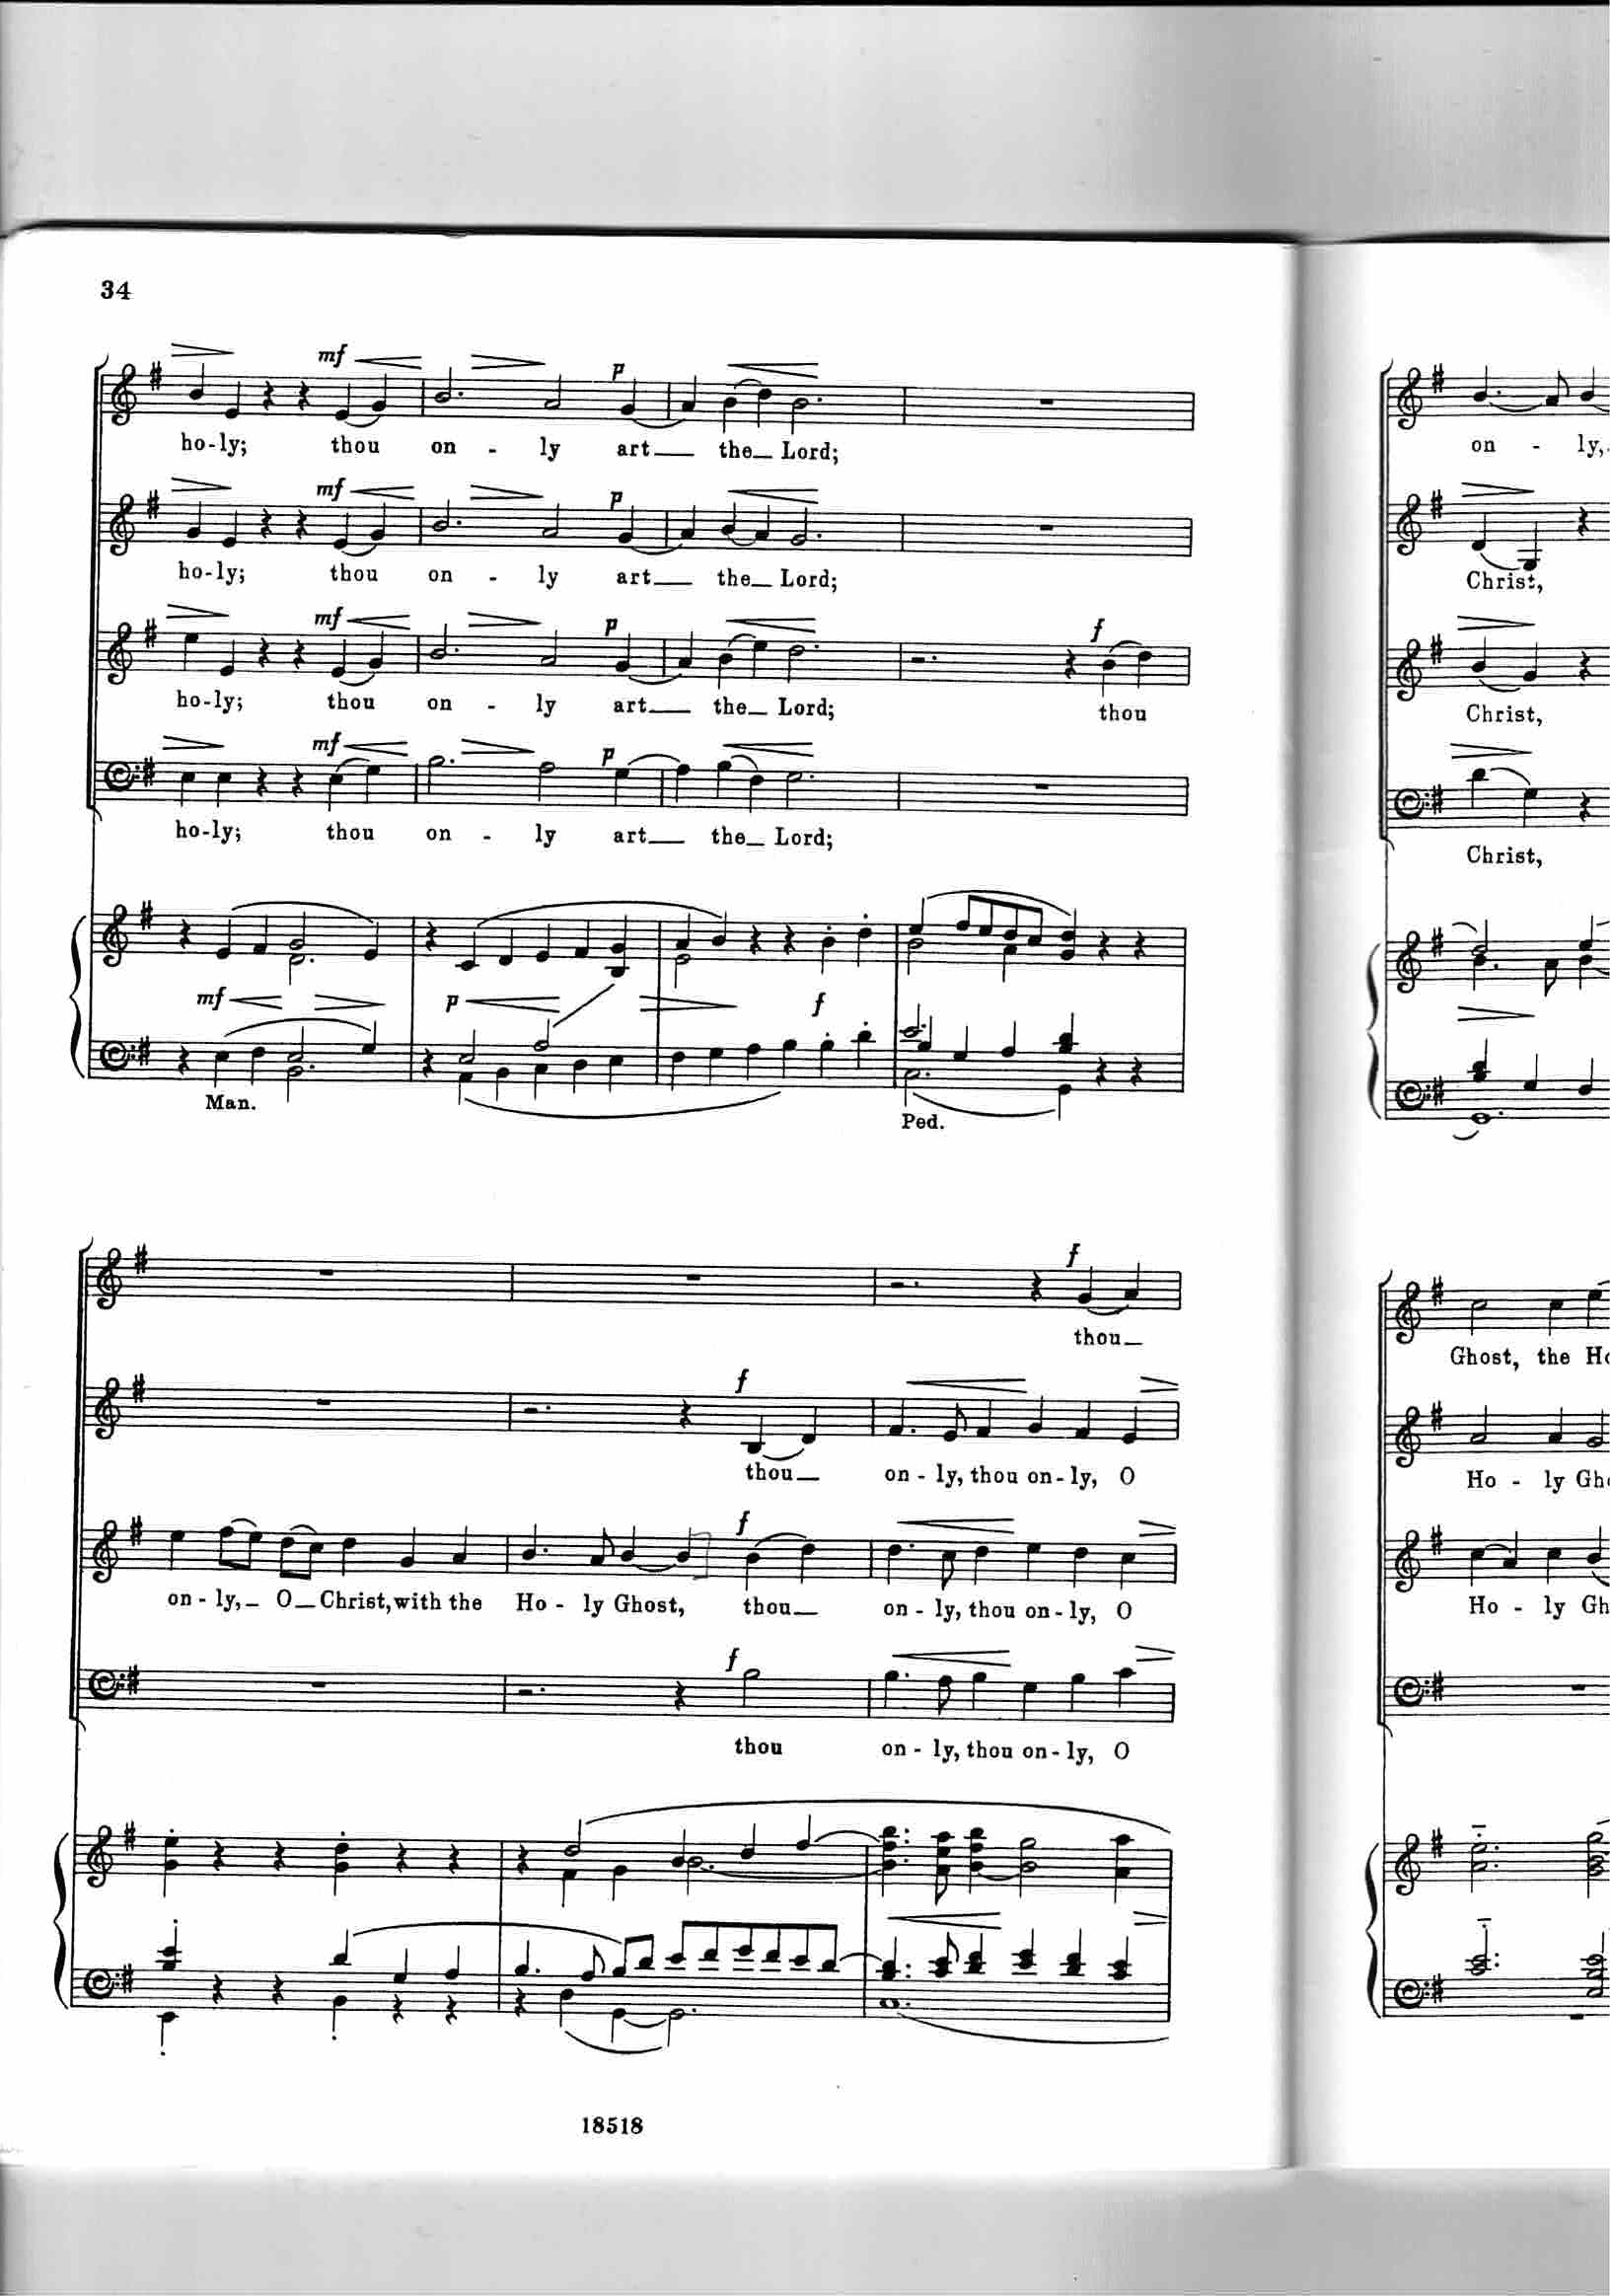 34
mf
p
ho-ly; thou on - ly art the Lord;
mf
p
ho-ly; thou on - ly art the Lord;
mf
p
f
ho-ly; thou on - ly art the Lord; thou
mf
p
ho-ly; thou on - ly art the Lord;
mf
p
f
Man.
Ped.
f
thou
f
thou on - ly, thou on - ly, O
f
on - ly, O Christ, with the Ho - ly Ghost, thou on - ly, thou on - ly, O
f
thou on - ly, thou on - ly, O
18518
on - ly,
Christ,
Christ,
Christ,
Ghost, the
Ho - ly
Ho - ly